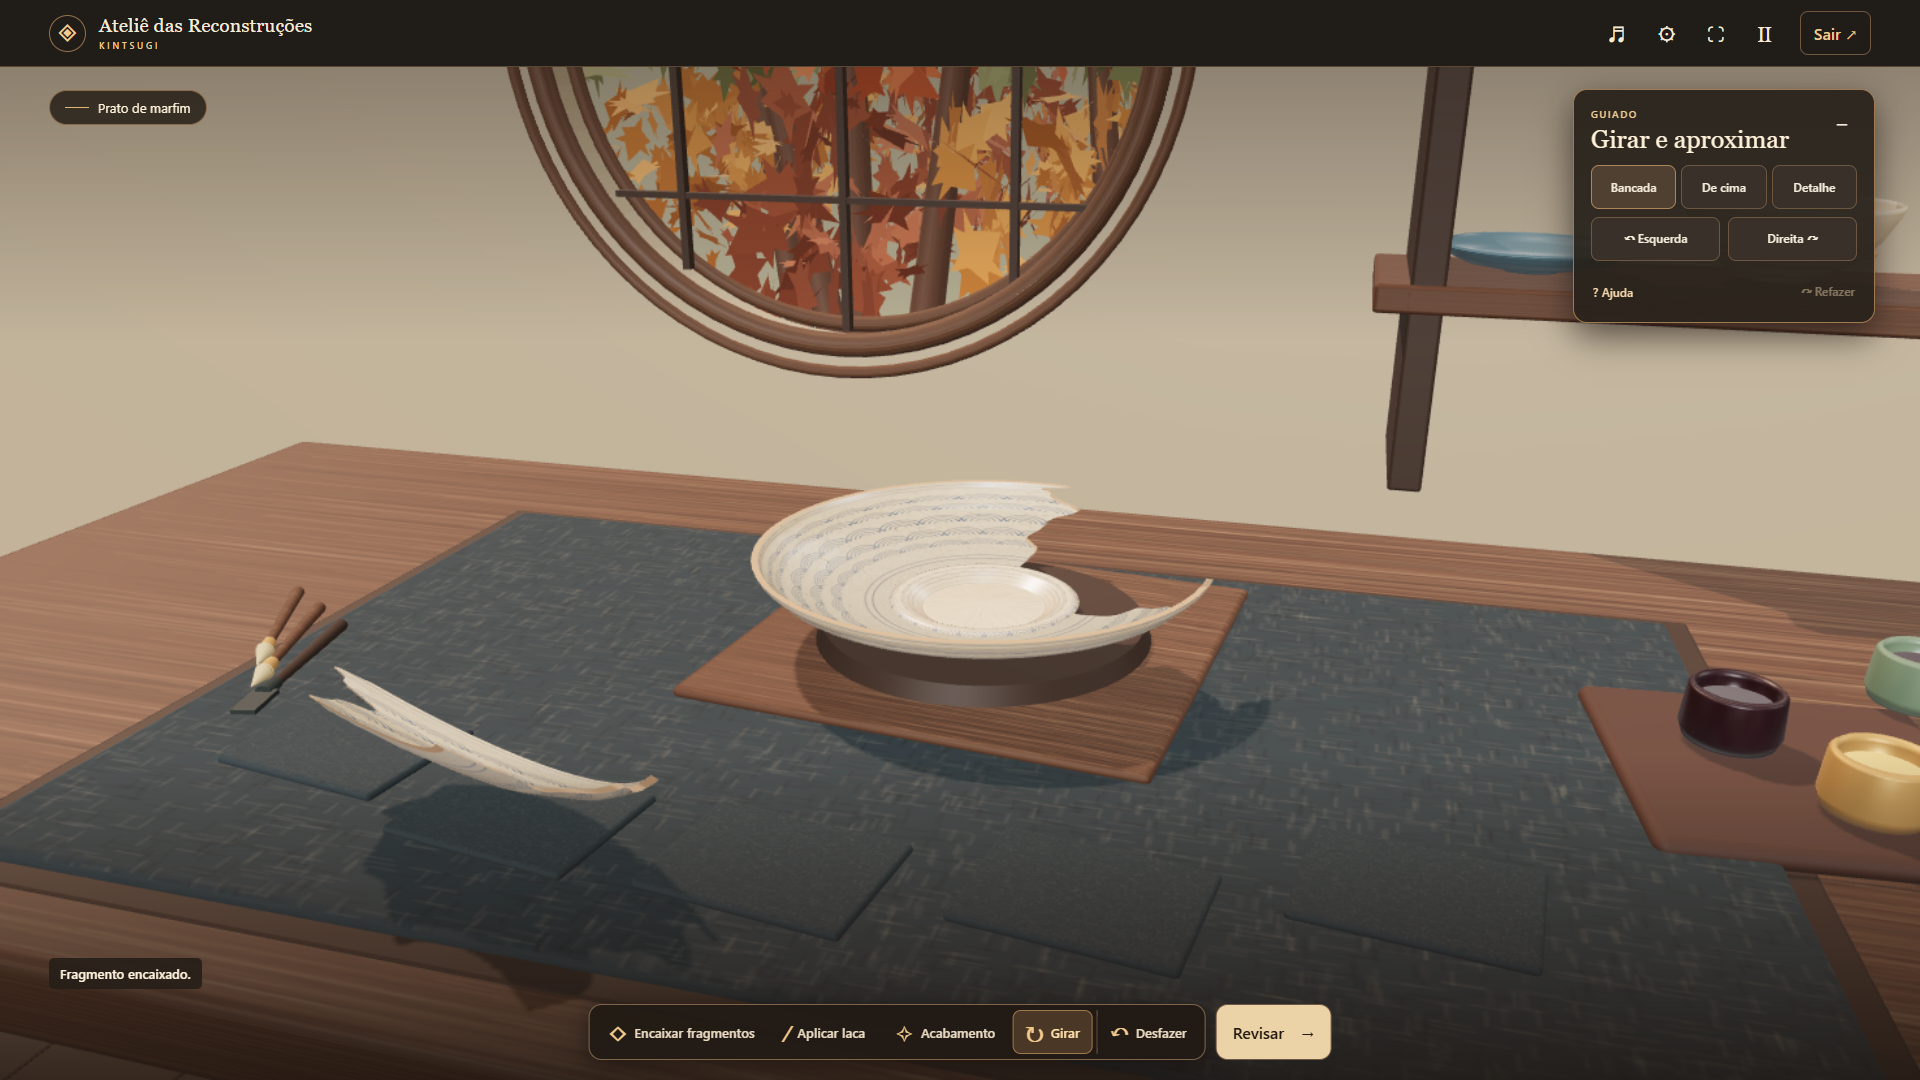 Ateliê das Reconstruções
KINTSUGI
Sair ↗
Prato de marfim
GUIADO
Girar e aproximar
Bancada
De cima
Detalhe
Esquerda
Direita
? Ajuda
Refazer
Fragmento encaixado.
Encaixar fragmentos
Aplicar laca
Acabamento
Girar
Desfazer
Revisar →